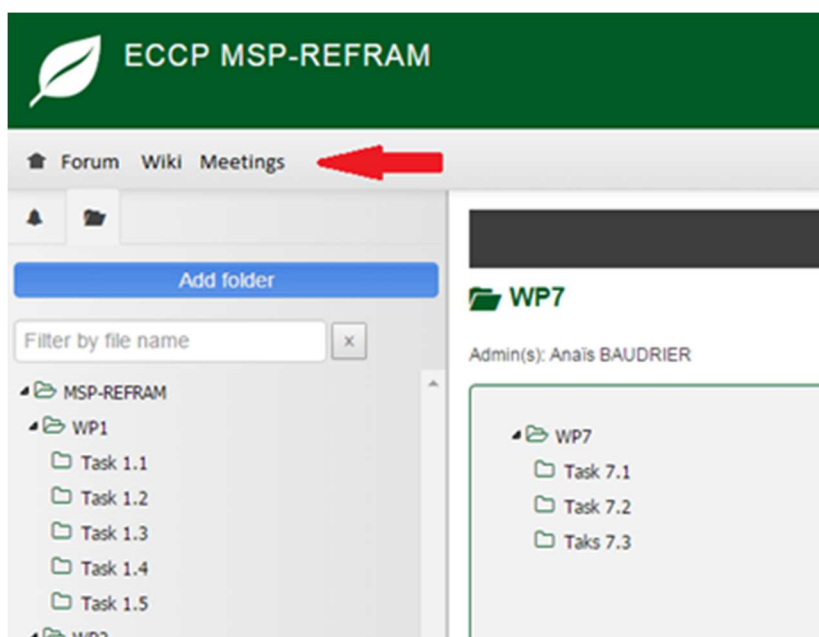 ECCP MSP-REFRAM
Forum Wiki Meetings
Add folder
Filter by file name
x
MSP-REFRAM
WP1
Task 1.1
Task 1.2
Task 1.3
Task 1.4
Task 1.5
WP2
WP7
Admin(s): Anaïs BAUDRIER
WP7
Task 7.1
Task 7.2
Taks 7.3